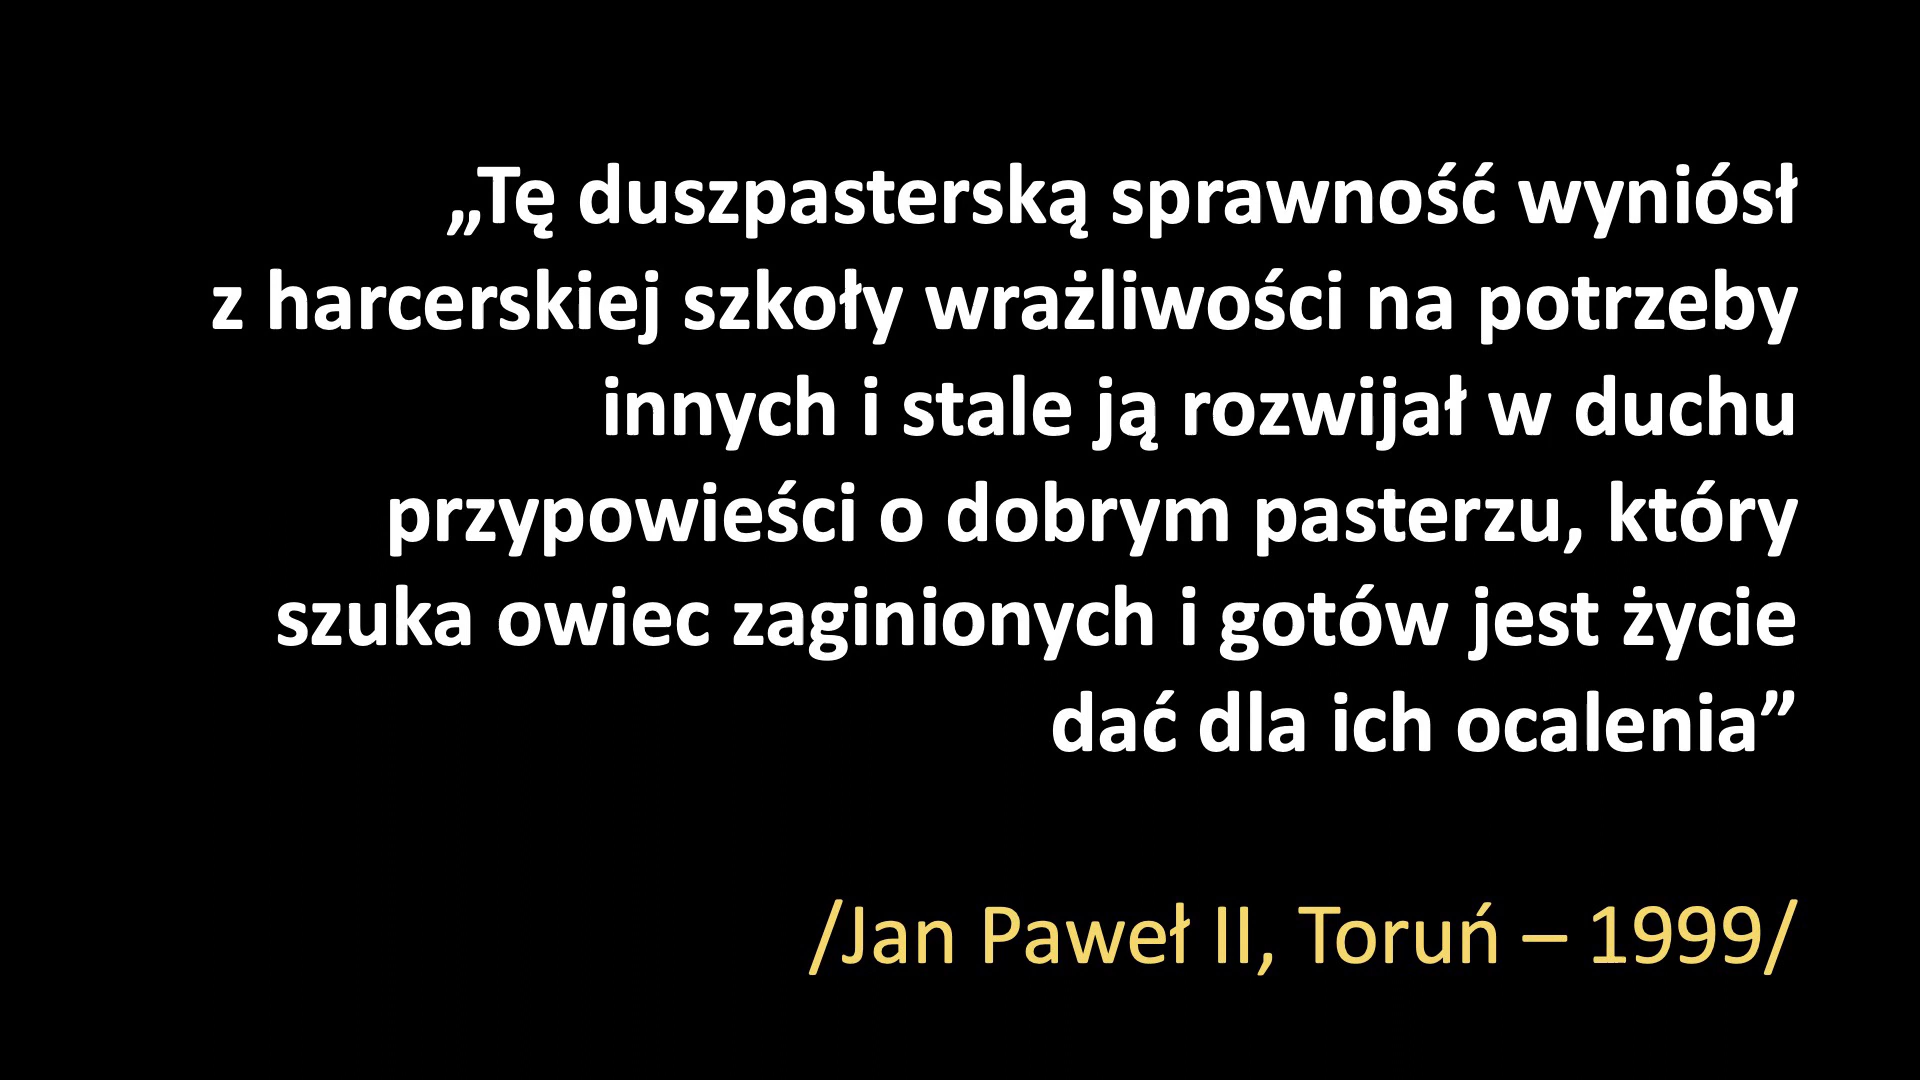 „Tę duszpasterską sprawność wyniósł
z harcerskiej szkoły wrażliwości na potrzeby
innych i stale ją rozwijał w duchu
przypowieści o dobrym pasterzu, który
szuka owiec zaginionych i gotów jest życie
dać dla ich ocalenia”
/Jan Paweł II, Toruń – 1999/